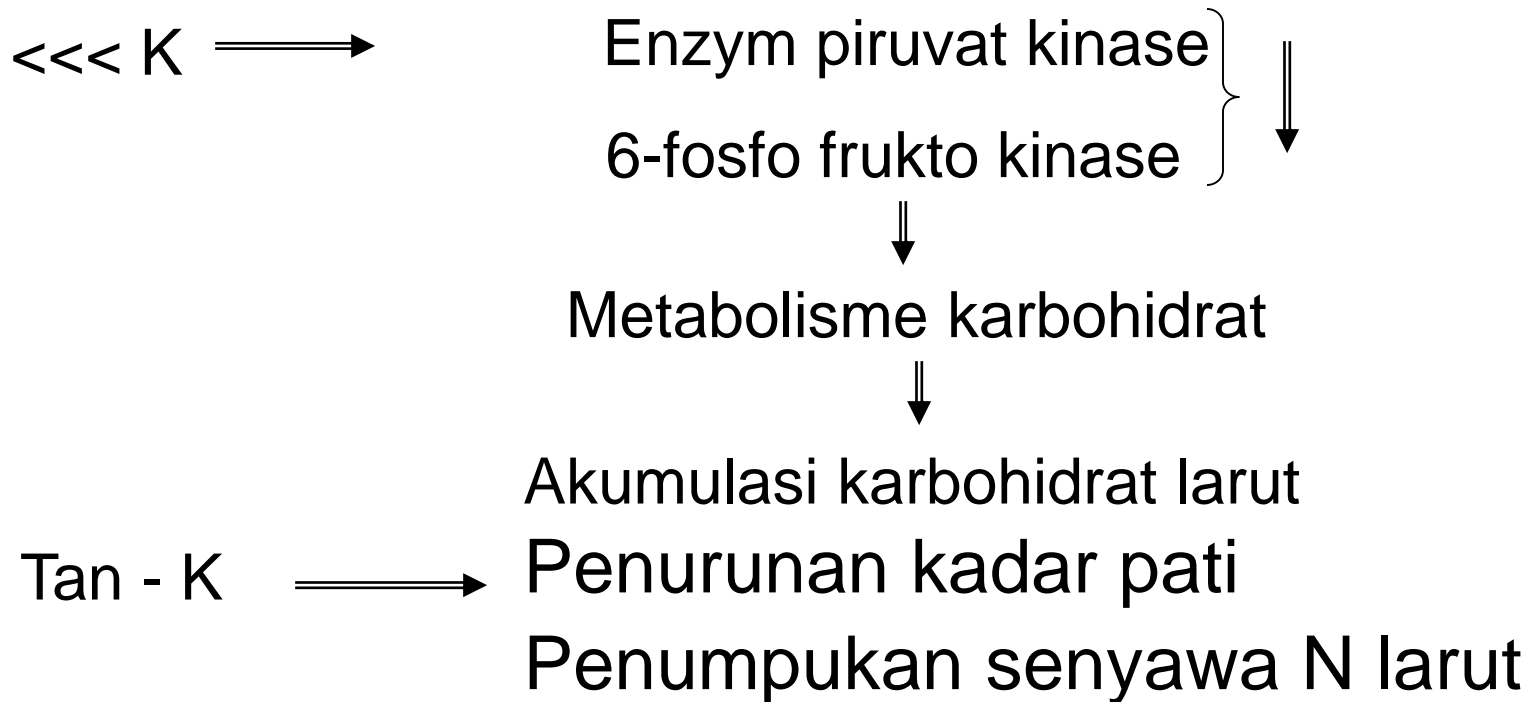 <<< K Enzym piruvat kinase
6-fosfo frukto kinase
Metabolisme karbohidrat
Akumulasi karbohidrat larut
Tan - K Penurunan kadar pati
Penumpukan senyawa N larut